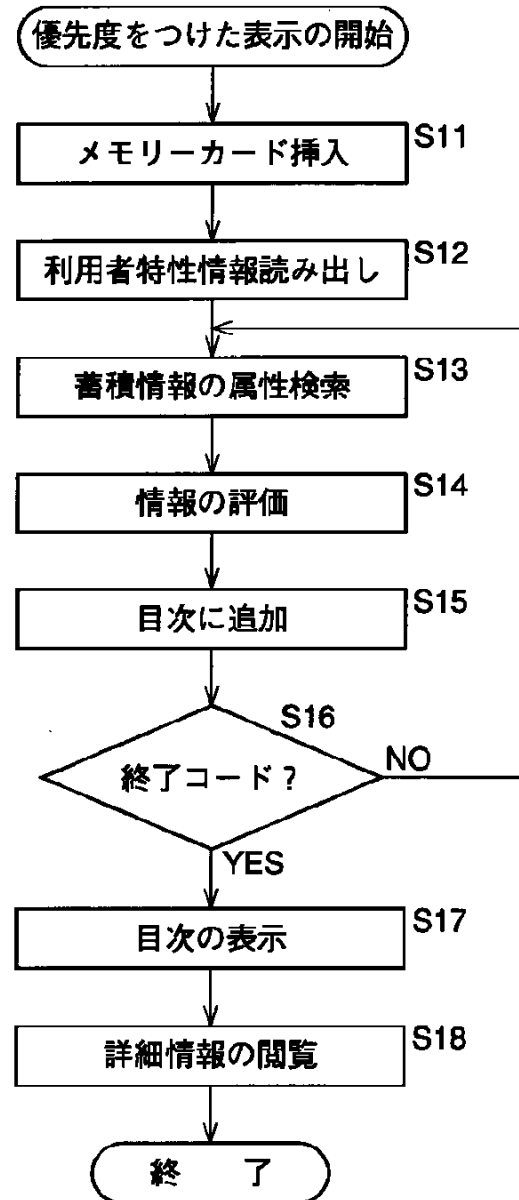 優先度をつけた表示の開始
メモリーカード挿入
S11
利用者特性情報読み出し
S12
蓄積情報の属性検索
S13
情報の評価
S14
目次に追加
S15
S16
終了コード?
NO
YES
目次の表示
S17
詳細情報の閲覧
S18
終 了